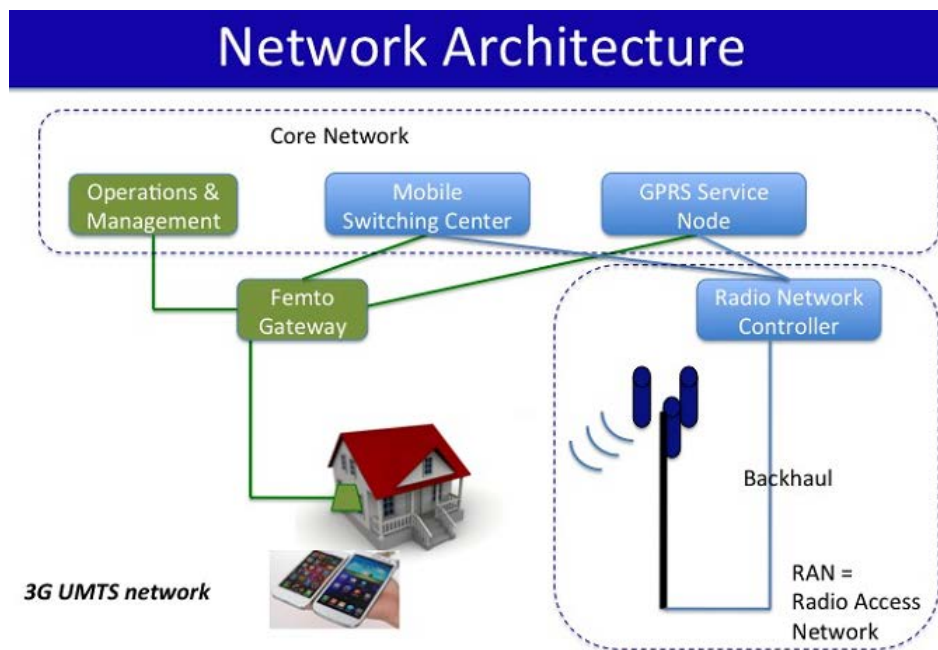 Network Architecture
Core Network
Operations &
Management
Mobile
Switching Center
GPRS Service
Node
Femto
Gateway
Radio Network
Controller
Backhaul
3G UMTS network
RAN =
Radio Access
Network